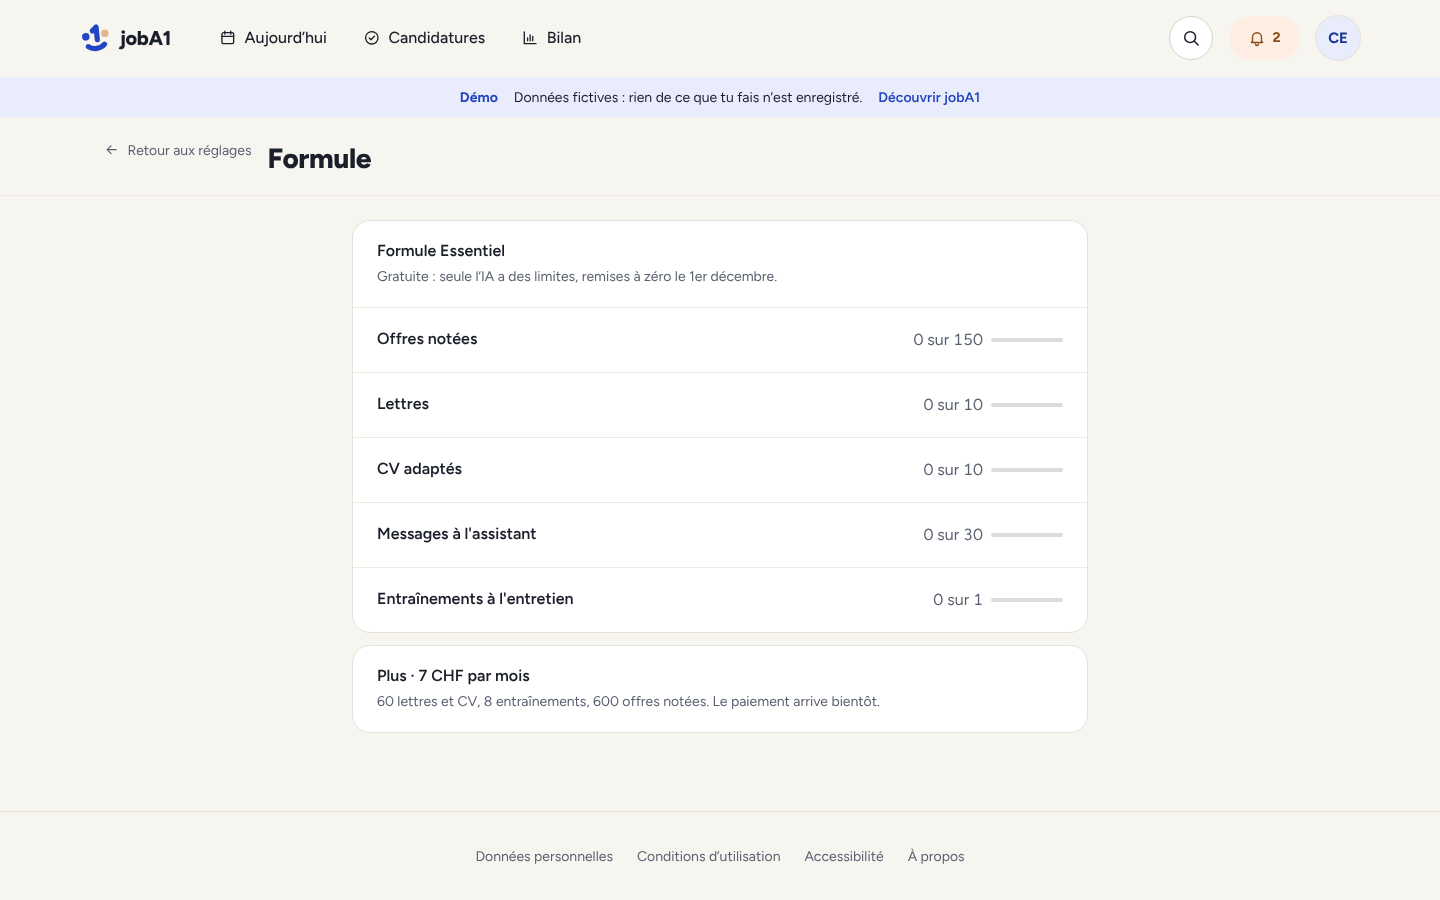 jobA1
Aujourd’hui
Candidatures
Bilan
2
CE
Démo Données fictives : rien de ce que tu fais n’est enregistré. Découvrir jobA1
← Retour aux réglages
Formule
Formule Essentiel
Gratuite : seule l’IA a des limites, remises à zéro le 1er décembre.
Offres notées 0 sur 150
Lettres 0 sur 10
CV adaptés 0 sur 10
Messages à l'assistant 0 sur 30
Entraînements à l'entretien 0 sur 1
Plus · 7 CHF par mois
60 lettres et CV, 8 entraînements, 600 offres notées. Le paiement arrive bientôt.
Données personnelles Conditions d’utilisation Accessibilité À propos